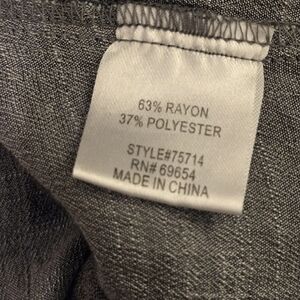 63% RAYON
37% POLYESTER
STYLE#75714
RN# 69654
MADE IN CHINA